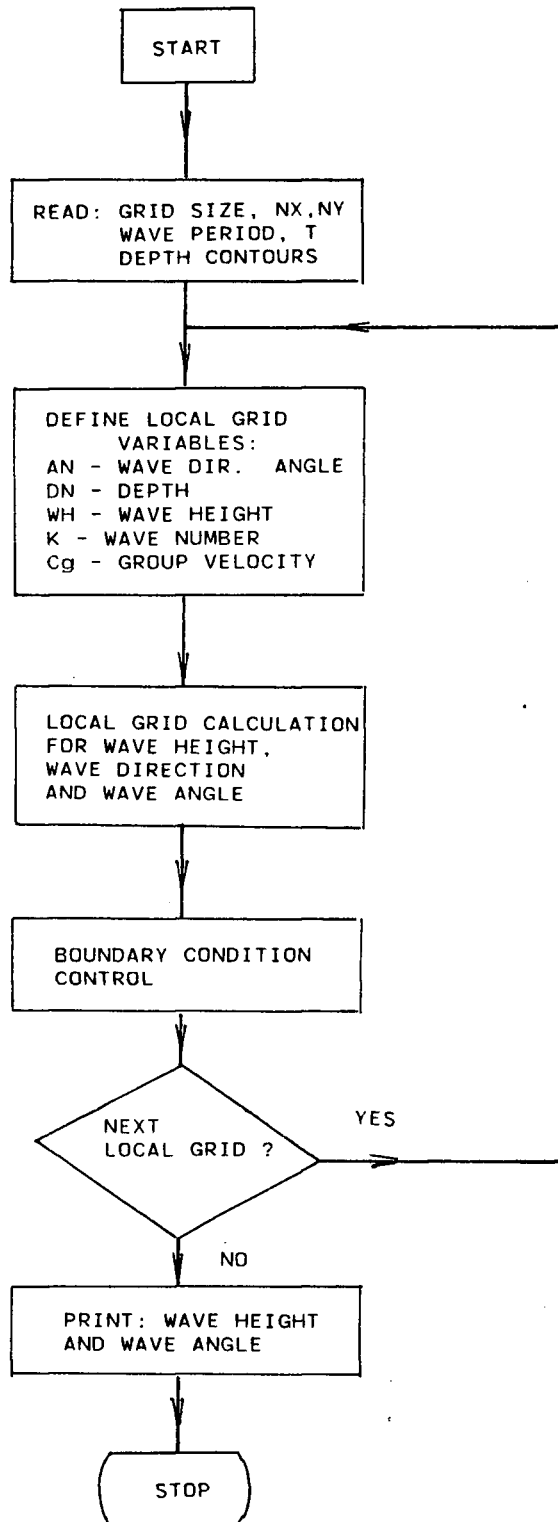 START
READ: GRID SIZE, NX,NY
WAVE PERIOD, T
DEPTH CONTOURS
DEFINE LOCAL GRID
VARIABLES:
AN - WAVE DIR. ANGLE
DN - DEPTH
WH - WAVE HEIGHT
K - WAVE NUMBER
Cg - GROUP VELOCITY
LOCAL GRID CALCULATION
FOR WAVE HEIGHT,
WAVE DIRECTION
AND WAVE ANGLE
BOUNDARY CONDITION
CONTROL
NEXT
LOCAL GRID ?
YES
NO
PRINT: WAVE HEIGHT
AND WAVE ANGLE
STOP